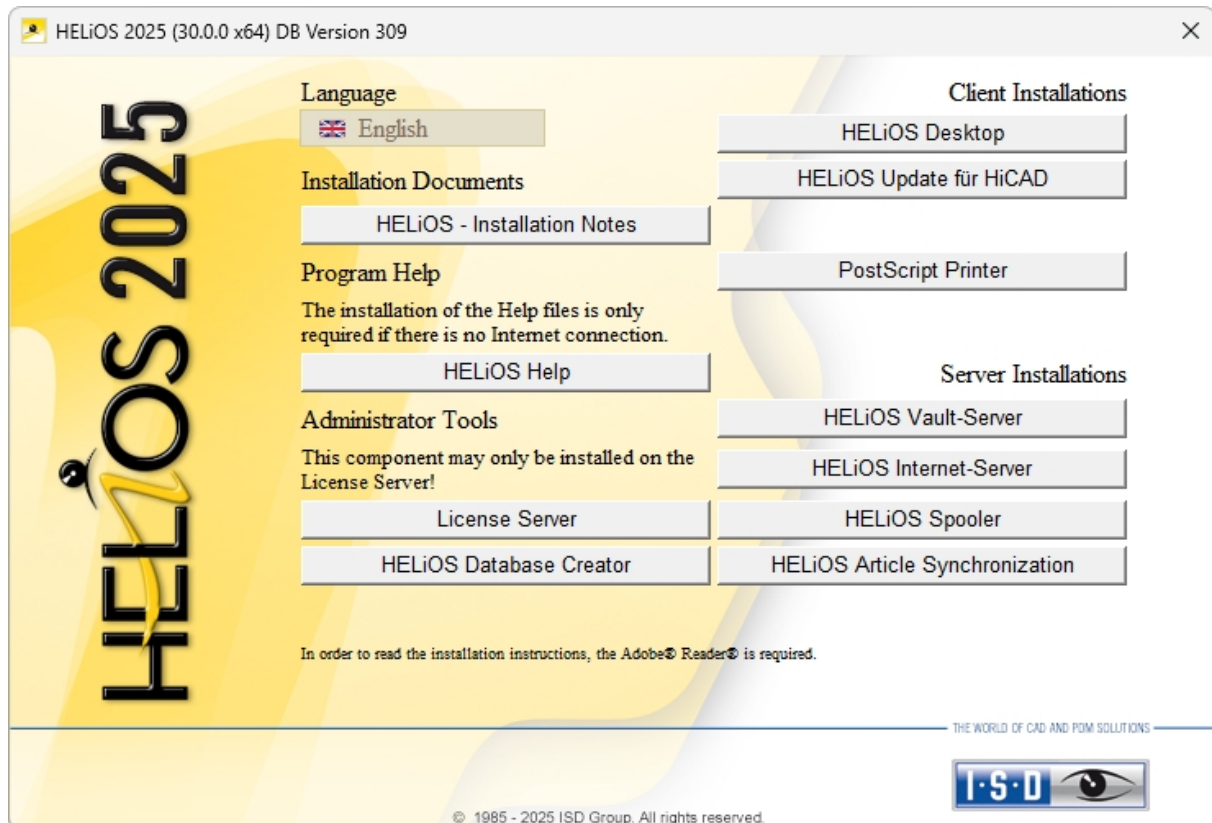 HELiOS 2025 (30.0.0 x64) DB Version 309
HELiOS 2025
Language
English
Installation Documents
HELiOS - Installation Notes
Program Help
The installation of the Help files is only
required if there is no Internet connection.
HELiOS Help
Administrator Tools
This component may only be installed on the
License Server!
License Server
HELiOS Database Creator
Client Installations
HELiOS Desktop
HELiOS Update für HiCAD
PostScript Printer
Server Installations
HELiOS Vault-Server
HELiOS Internet-Server
HELiOS Spooler
HELiOS Article Synchronization
In order to read the installation instructions, the Adobe® Reader® is required.
THE WORLD OF CAD AND PDM SOLUTIONS
I·S·D
© 1985 - 2025 ISD Group. All rights reserved.